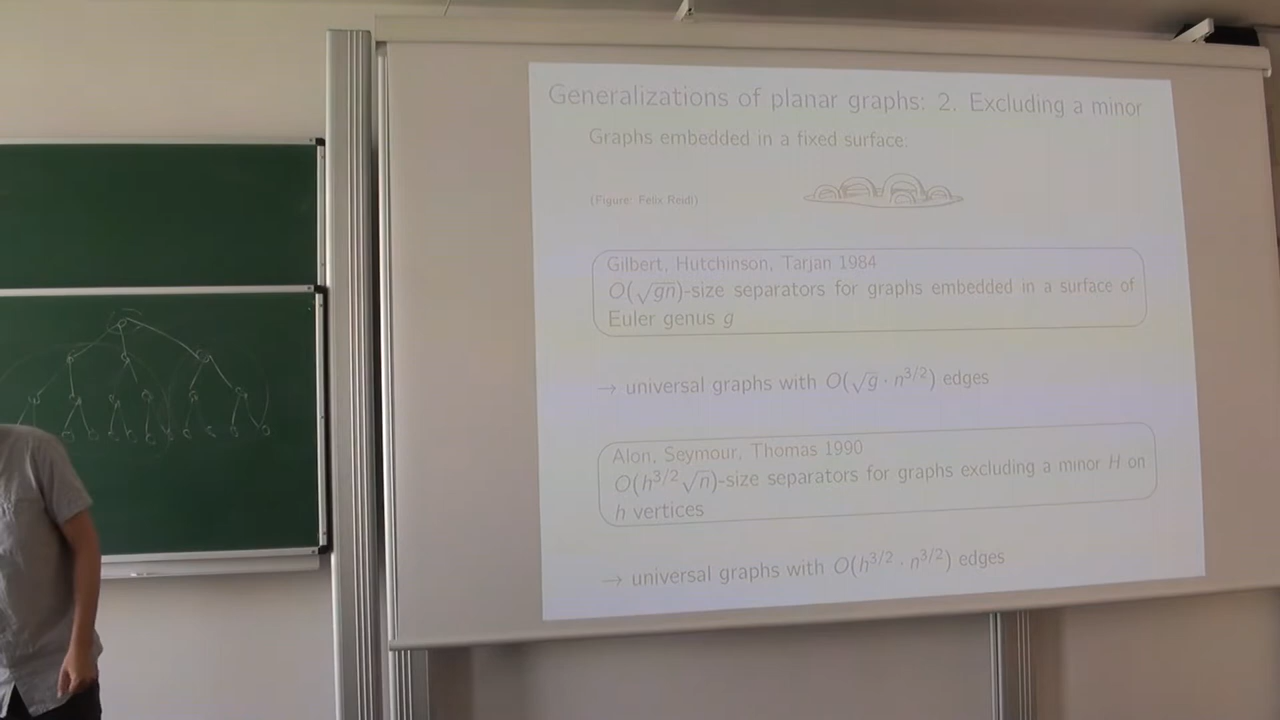 Generalizations of planar graphs: 2. Excluding a minor
Graphs embedded in a fixed surface:
(Figure: Felix Reidl)
Gilbert, Hutchinson, Tarjan 1984
O(√gn)-size separators for graphs embedded in a surface of
Euler genus g
→ universal graphs with O(√g · n^{3/2}) edges
Alon, Seymour, Thomas 1990
O(h^{3/2}√n)-size separators for graphs excluding a minor H on
h vertices
→ universal graphs with O(h^{3/2} · n^{3/2}) edges